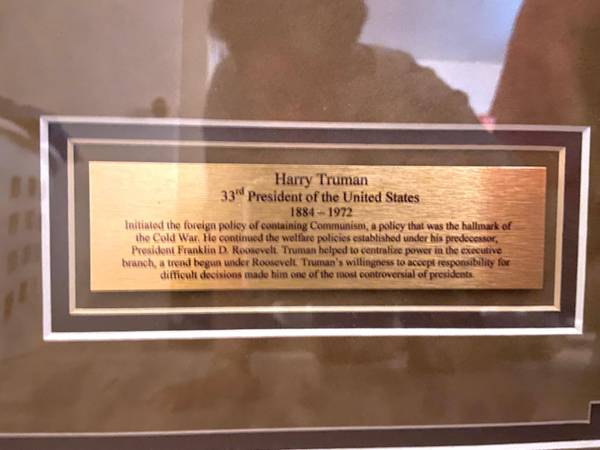 Harry Truman
33rd President of the United States
1884 – 1972
Initiated the foreign policy of containing Communism, a policy that was the hallmark of
the Cold War. He continued the welfare policies established under his predecessor,
President Franklin D. Roosevelt. Truman helped to centralize power in the executive
branch, a trend begun under Roosevelt. Truman's willingness to accept responsibility for
difficult decisions made him one of the most controversial of presidents.